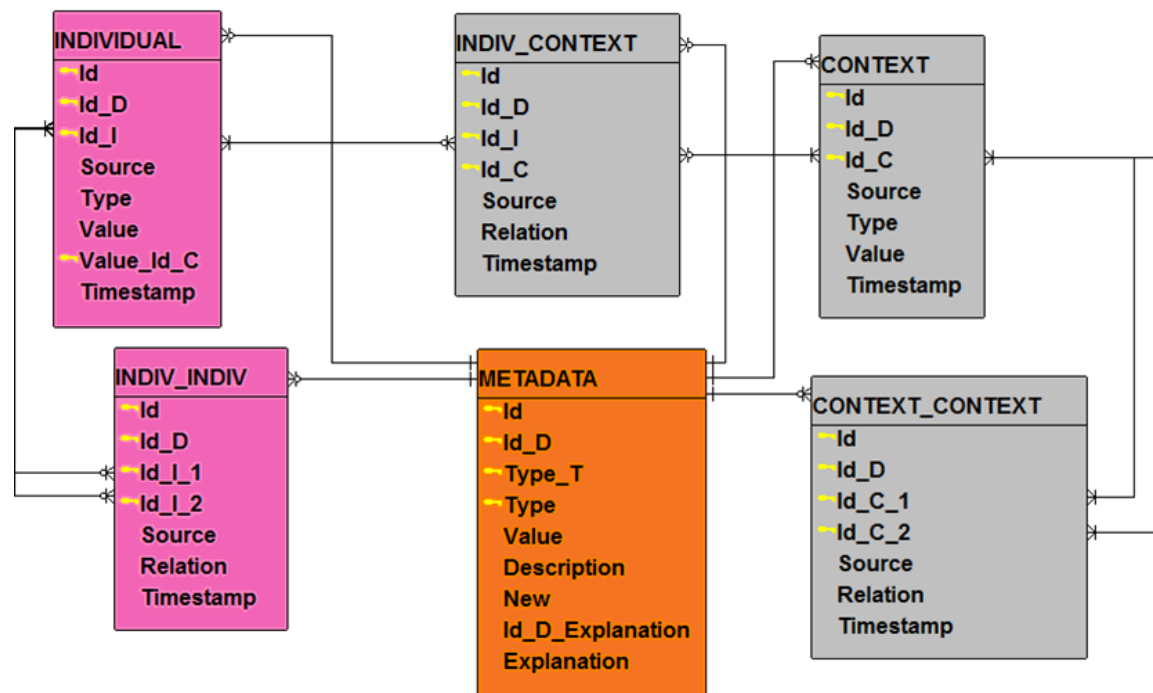 INDIVIDUAL
Id
Id_D
Id_I
Source
Type
Value
Value_Id_C
Timestamp
INDIV_CONTEXT
Id
Id_D
Id_I
Id_C
Source
Relation
Timestamp
CONTEXT
Id
Id_D
Id_C
Source
Type
Value
Timestamp
INDIV_INDIV
Id
Id_D
Id_I_1
Id_I_2
Source
Relation
Timestamp
METADATA
Id
Id_D
Type_T
Type
Value
Description
New
Id_D_Explanation
Explanation
CONTEXT_CONTEXT
Id
Id_D
Id_C_1
Id_C_2
Source
Relation
Timestamp